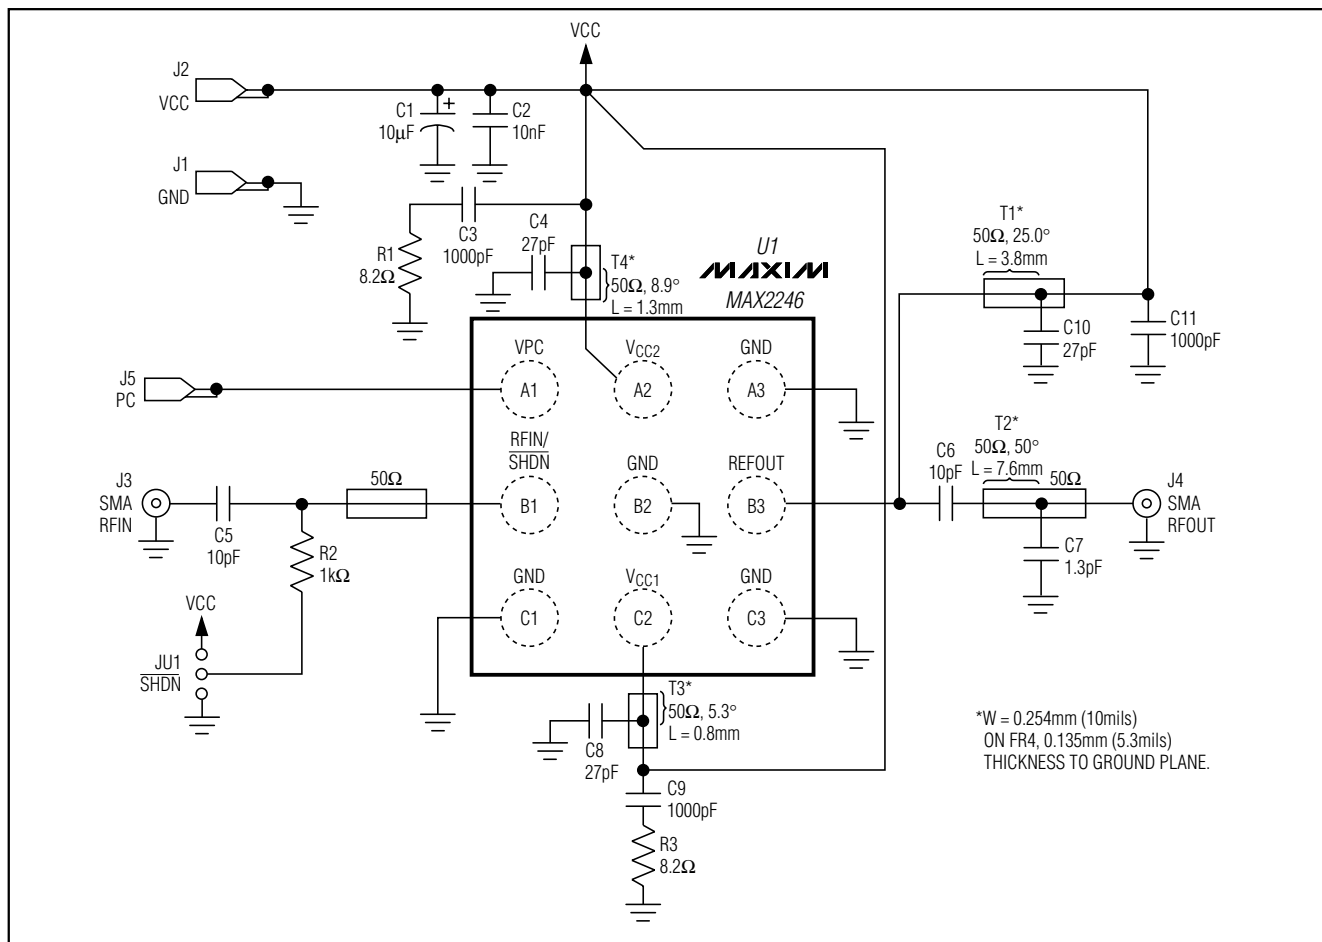 VCC
J2
VCC
C1
10μF
+
C2
10nF
J1
GND
R1
8.2Ω
C3
1000pF
C4
27pF
T4*
50Ω, 8.9°
L = 1.3mm
U1
MAXIM
MAX2246
T1*
50Ω, 25.0°
L = 3.8mm
C10
27pF
C11
1000pF
J5
PC
VPC
A1
VCC2
A2
GND
A3
J3
SMA
RFIN
C5
10pF
50Ω
R2
1kΩ
RFIN/
SHDN
B1
GND
B2
REFOUT
B3
C6
10pF
T2*
50Ω, 50°
L = 7.6mm
50Ω
C7
1.3pF
J4
SMA
RFOUT
VCC
JU1
SHDN
GND
C1
VCC1
C2
GND
C3
T3*
50Ω, 5.3°
L = 0.8mm
C8
27pF
C9
1000pF
R3
8.2Ω
*W = 0.254mm (10mils)
ON FR4, 0.135mm (5.3mils)
THICKNESS TO GROUND PLANE.